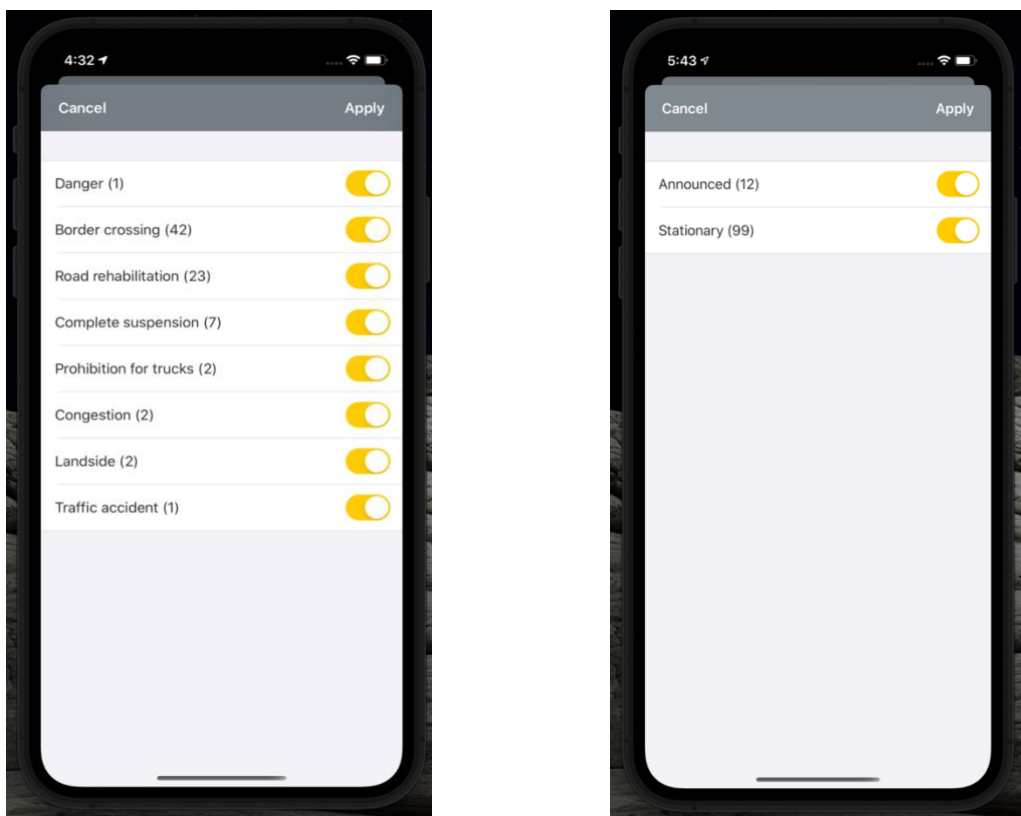 4:32
Cancel Apply
Danger (1)
Border crossing (42)
Road rehabilitation (23)
Complete suspension (7)
Prohibition for trucks (2)
Congestion (2)
Landside (2)
Traffic accident (1)
5:43
Cancel Apply
Announced (12)
Stationary (99)